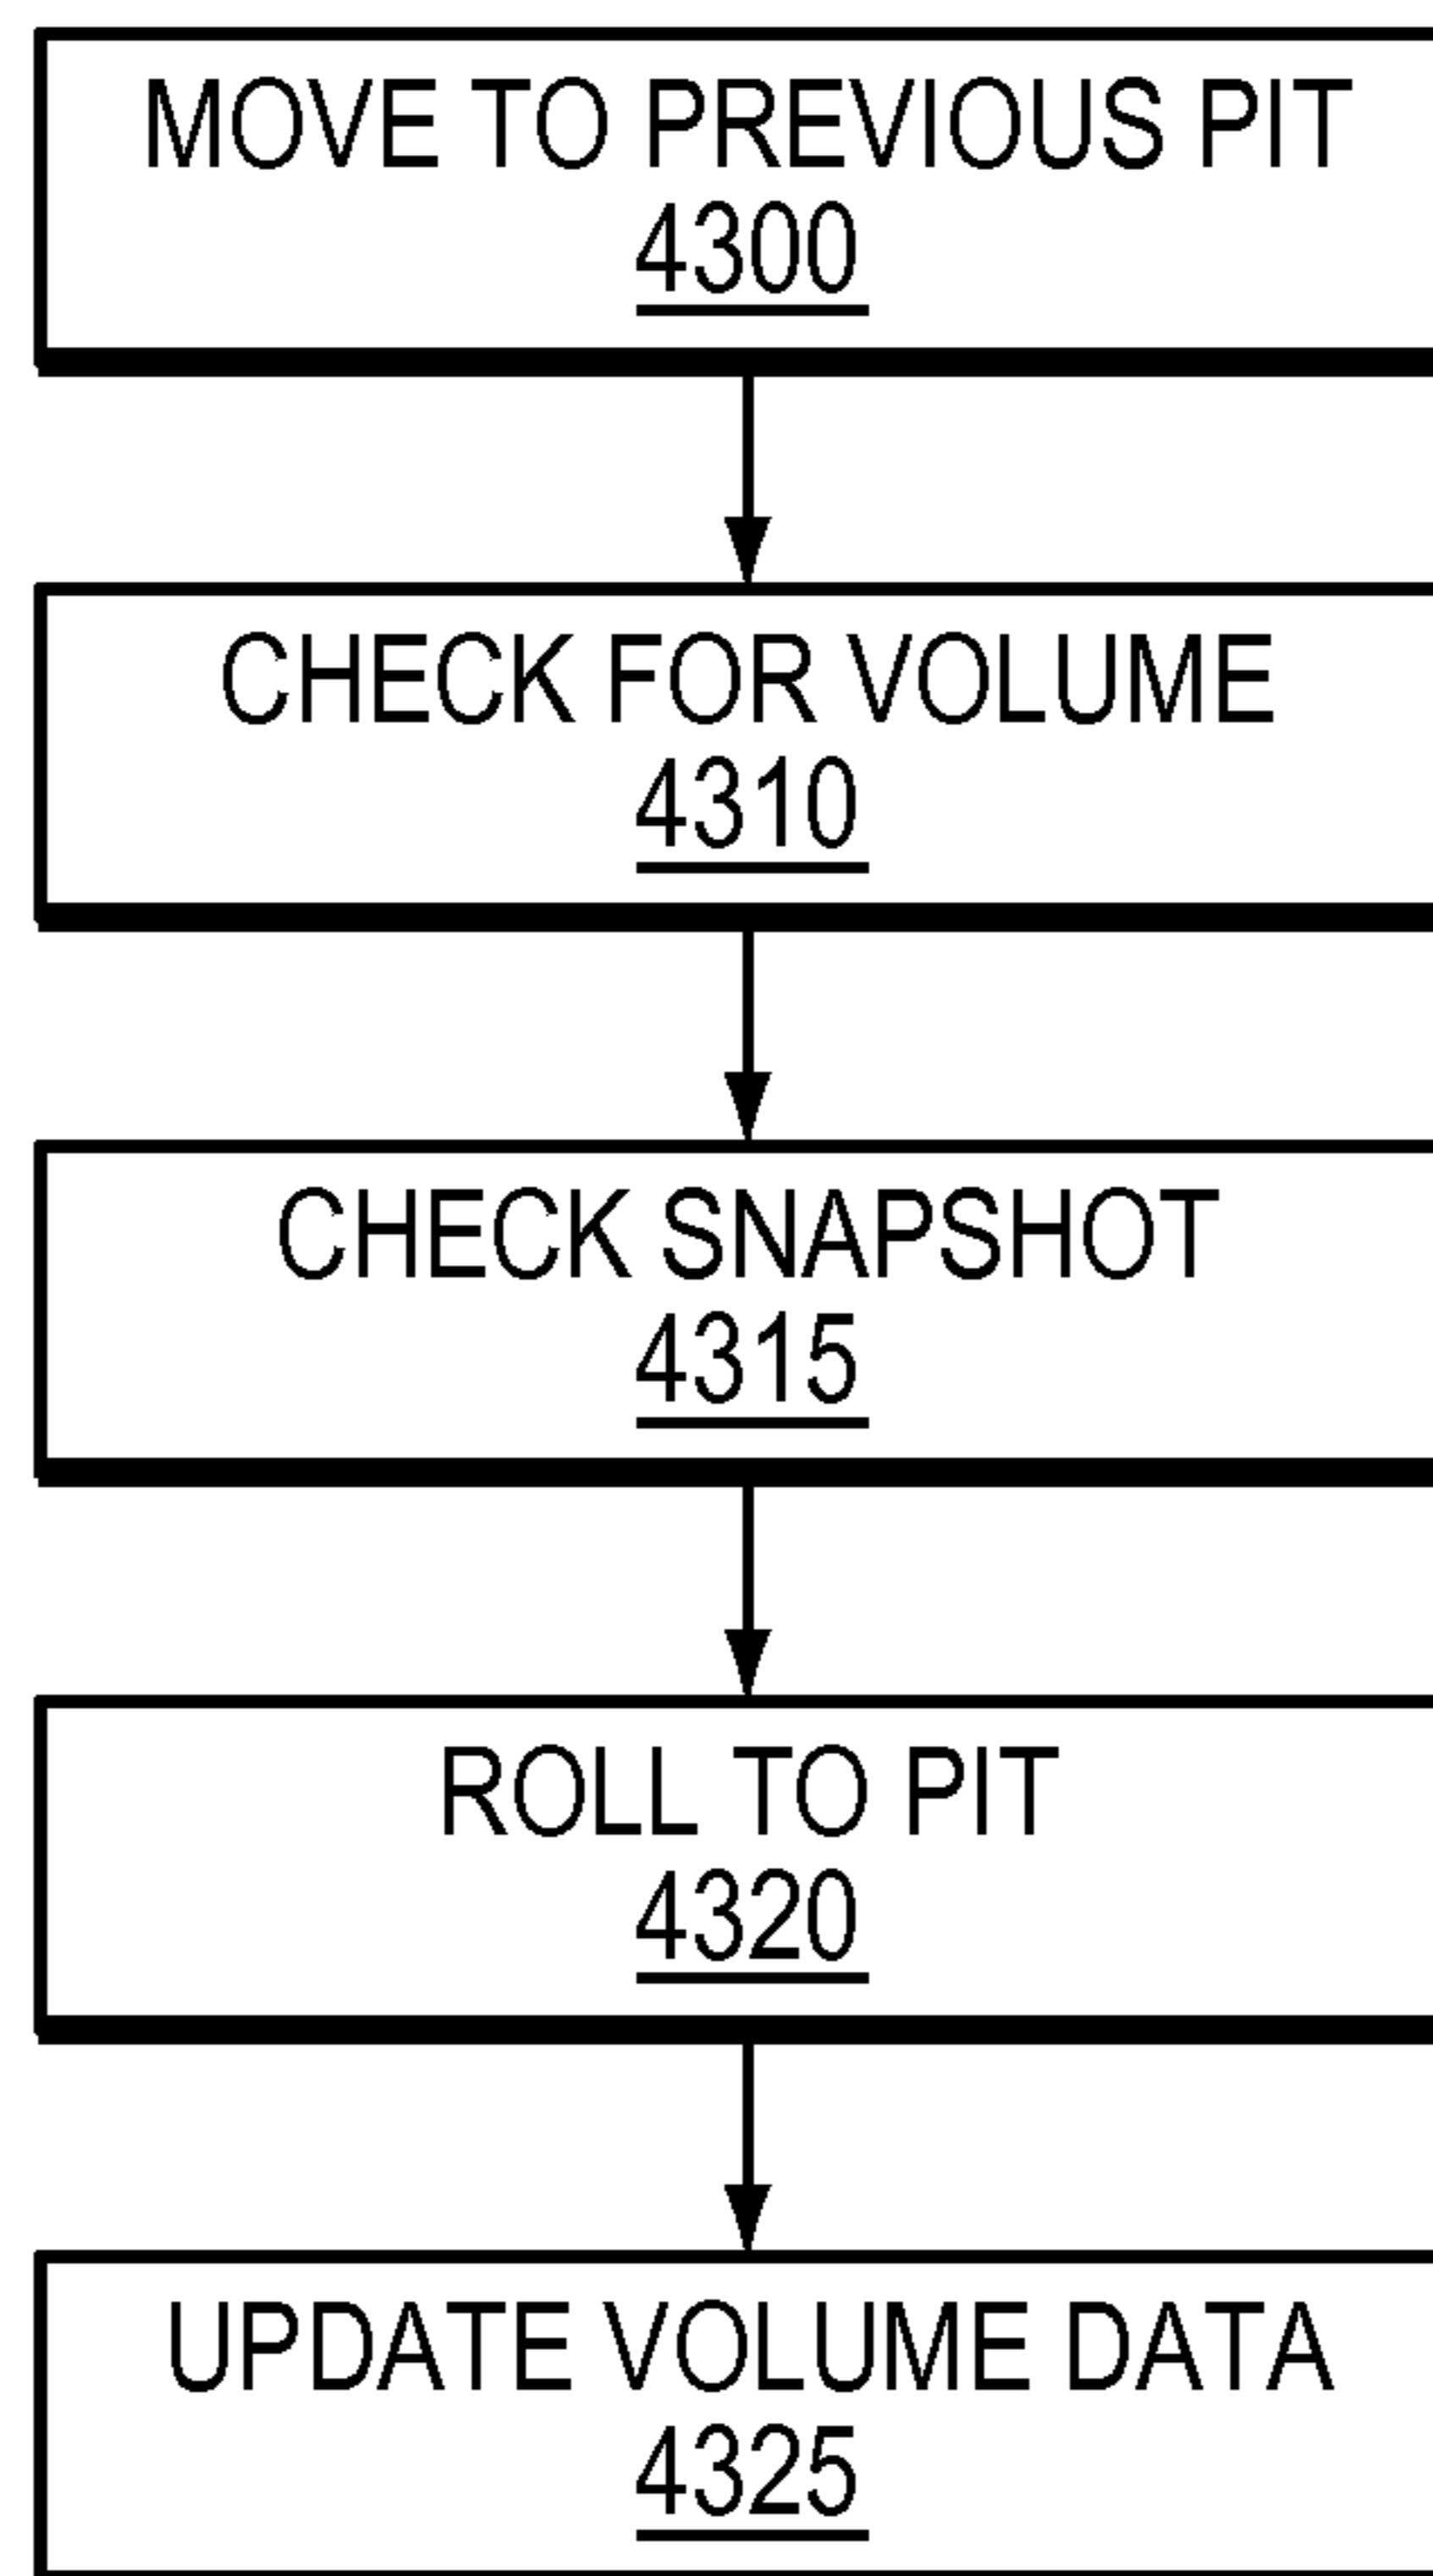 MOVE TO PREVIOUS PIT
4300
CHECK FOR VOLUME
4310
CHECK SNAPSHOT
4315
ROLL TO PIT
4320
UPDATE VOLUME DATA
4325